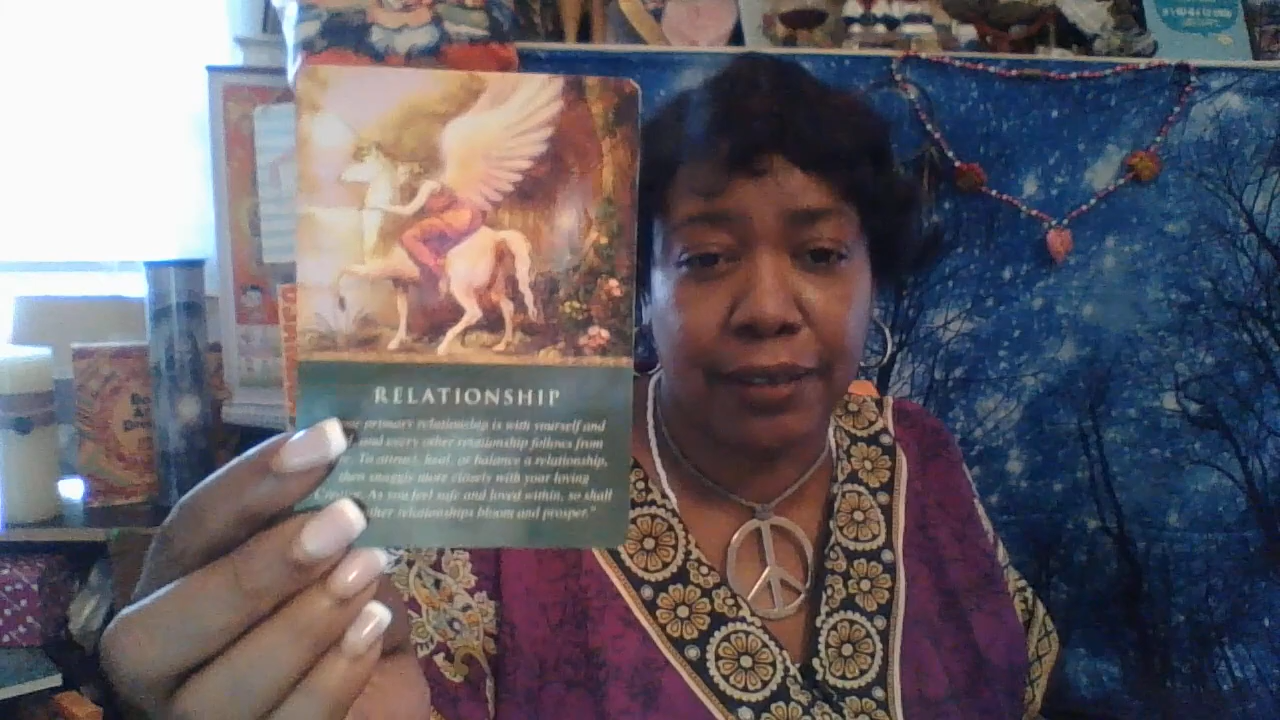 RELATIONSHIP
primary relationship is with yourself and
and every other relationship follows from
To attract, heal, or balance a relationship,
then snuggle more closely with your loving
As you feel safe and loved within, so shall
other relationships bloom and prosper."